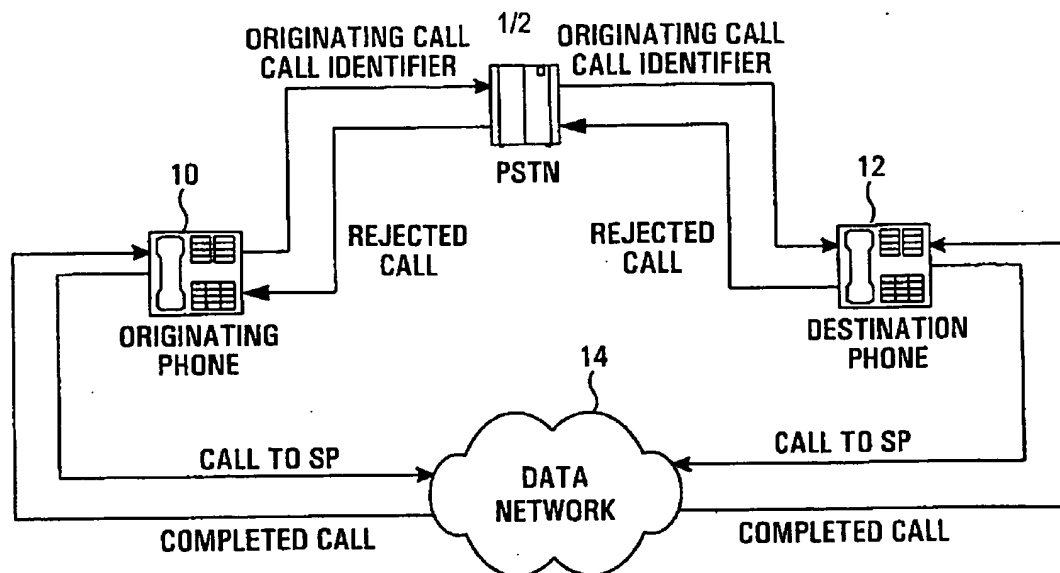 1/2
ORIGINATING CALL
CALL IDENTIFIER
ORIGINATING CALL
CALL IDENTIFIER
PSTN
10
12
REJECTED
CALL
REJECTED
CALL
ORIGINATING
PHONE
DESTINATION
PHONE
14
CALL TO SP
DATA
NETWORK
CALL TO SP
COMPLETED CALL
COMPLETED CALL